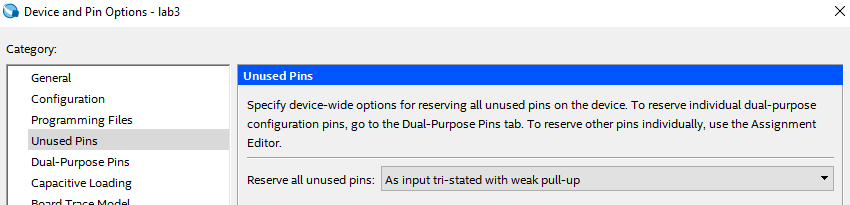 Device and Pin Options - lab3
Category:
General
Configuration
Programming Files
Unused Pins
Dual-Purpose Pins
Capacitive Loading
Board Trace Model
Unused Pins
Specify device-wide options for reserving all unused pins on the device. To reserve individual dual-purpose
configuration pins, go to the Dual-Purpose Pins tab. To reserve other pins individually, use the Assignment
Editor.
Reserve all unused pins: As input tri-stated with weak pull-up